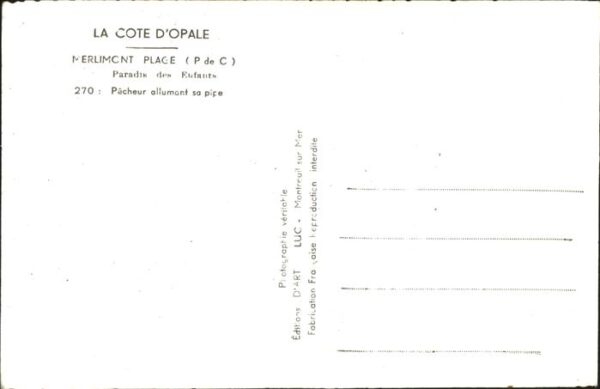 LA COTE D'OPALE
MERLIMONT PLAGE ( P de C )
Paradis des Enfants
270 : Pêcheur allumant sa pipe
Photographie véritable
Éditions D'ART LUC - Montreuil sur Mer
Fabrication Française Reproduction interdite